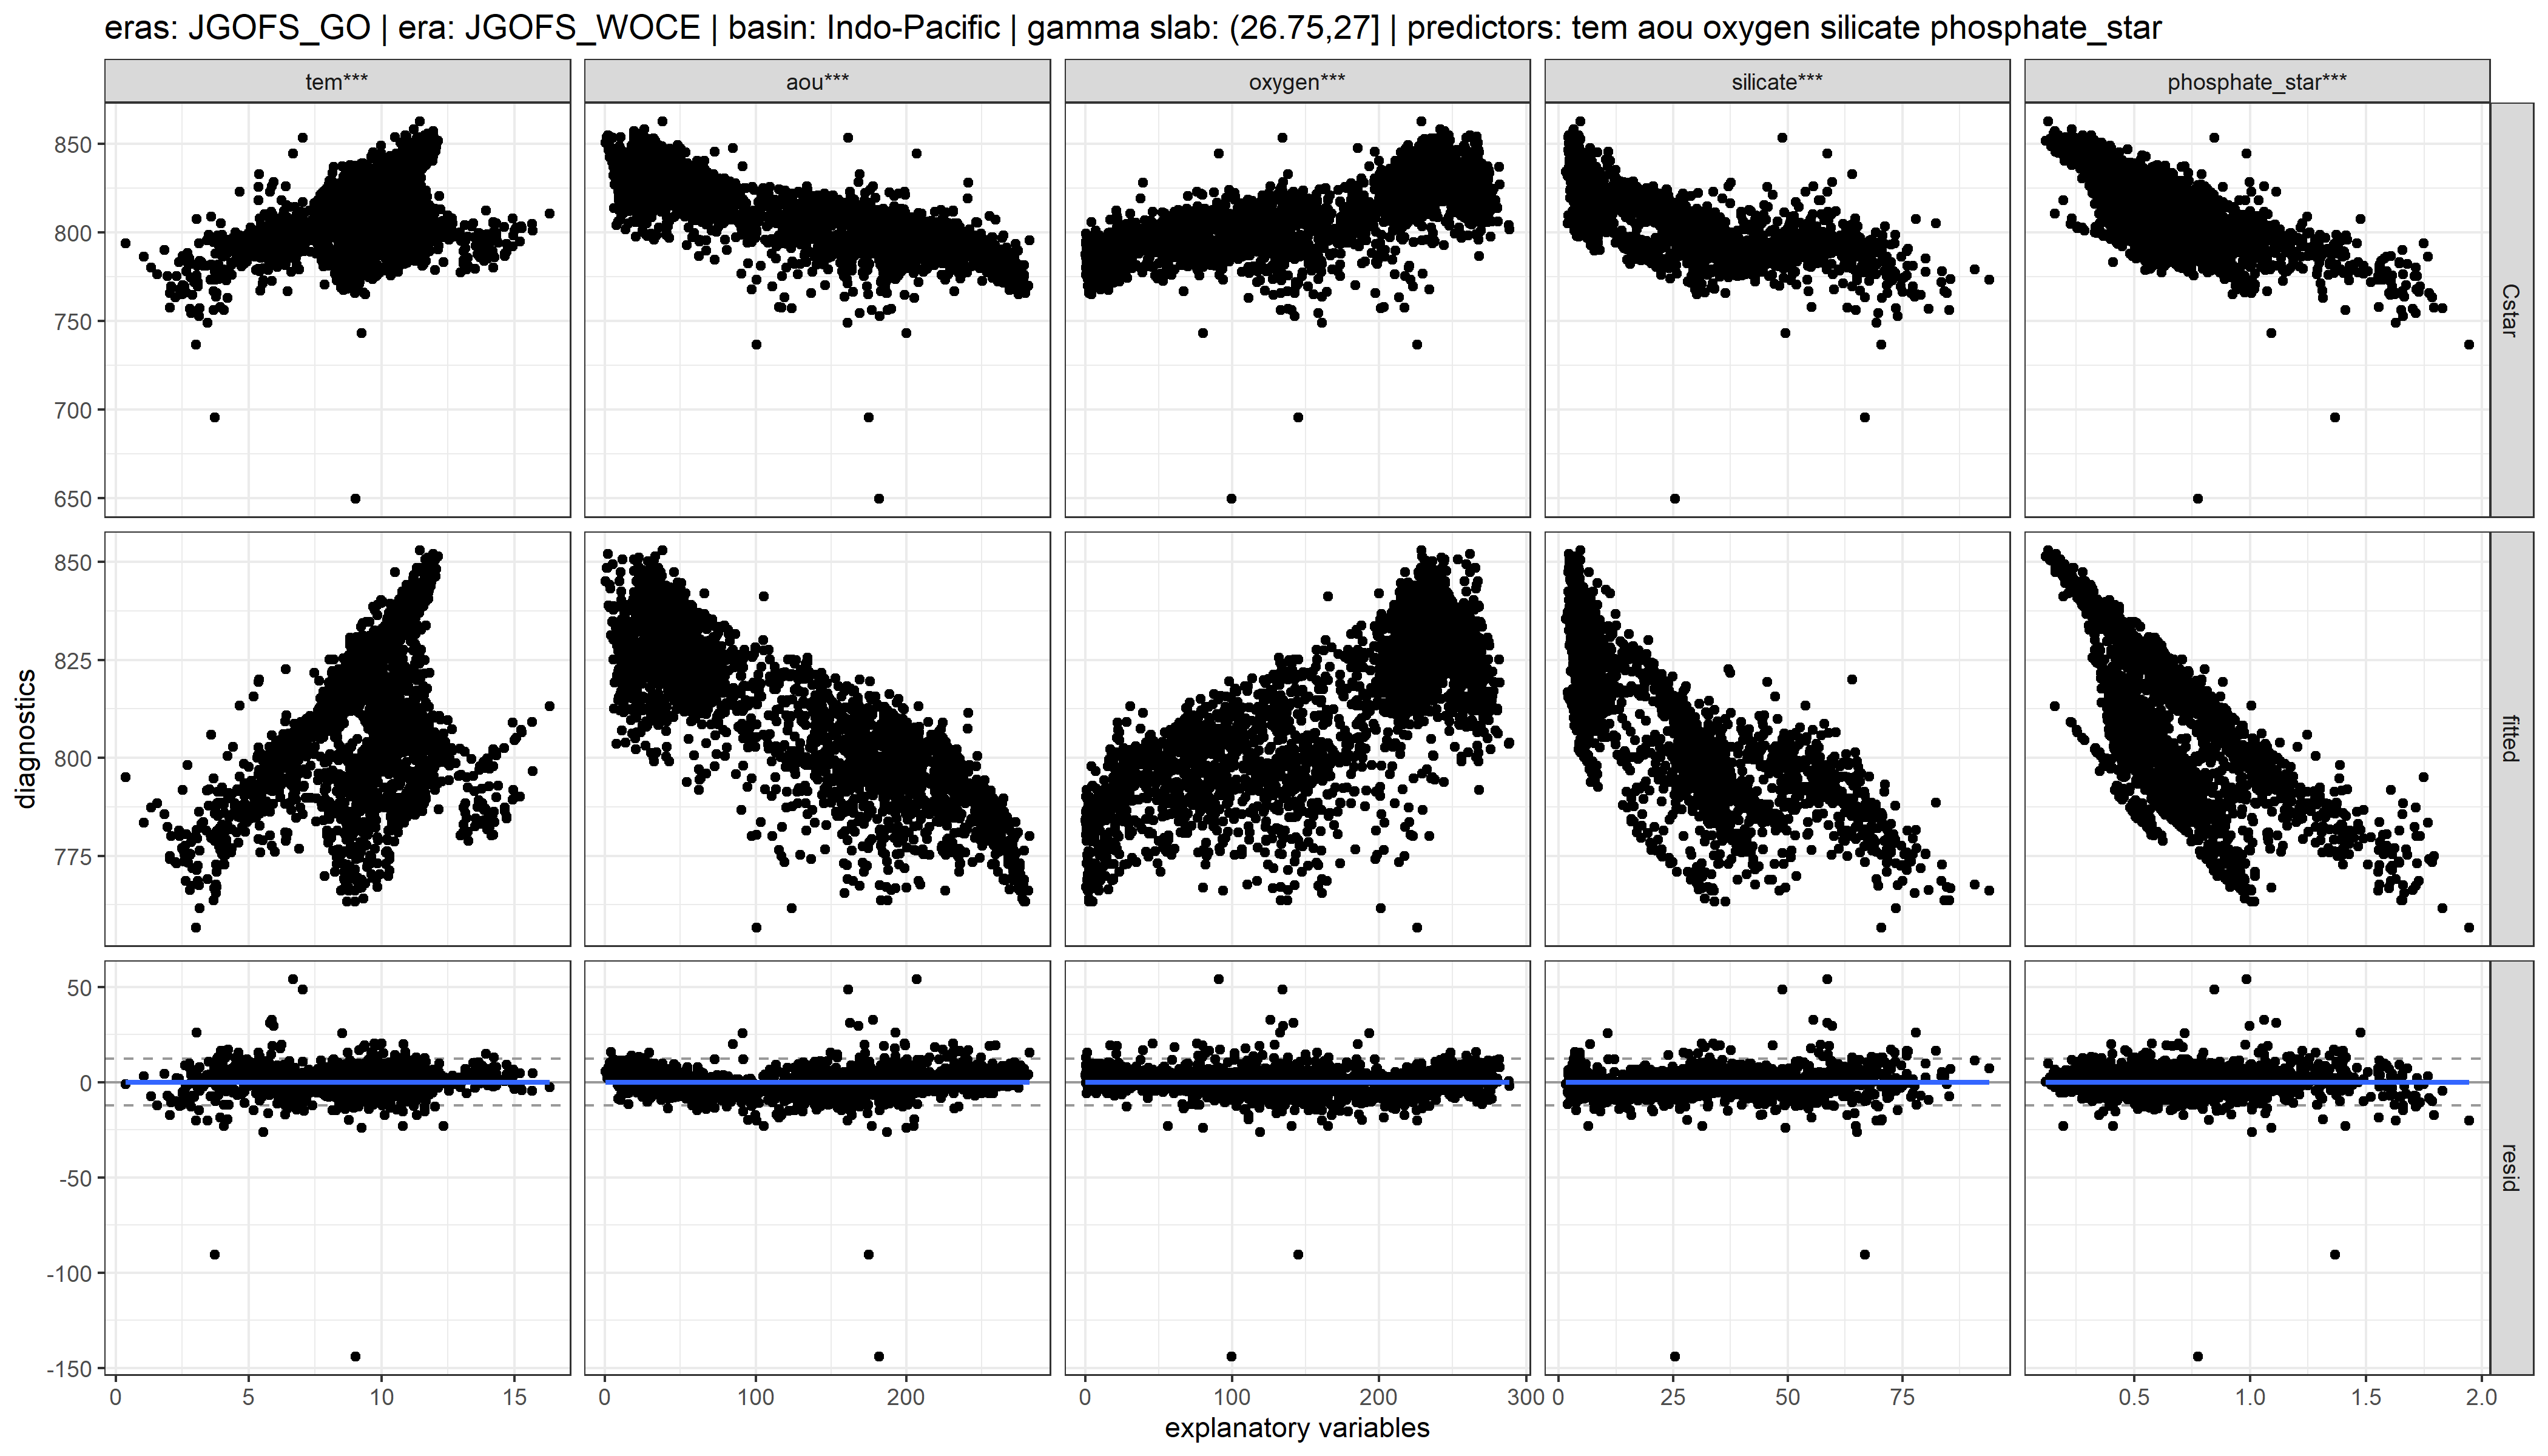 eras: JGOFS_GO | era: JGOFS_WOCE | basin: Indo-Pacific | gamma slab: (26.75,27] | predictors: tem aou oxygen silicate phosphate_star
tem*** aou*** oxygen*** silicate*** phosphate_star***
850
800
750
700
650
Cstar
850
825
800
775
fitted
diagnostics
50
0
-50
-100
-150
resid
0 5 10 15 0 100 200 0 100 200 300 0 25 50 75 0.5 1.0 1.5 2.0
explanatory variables